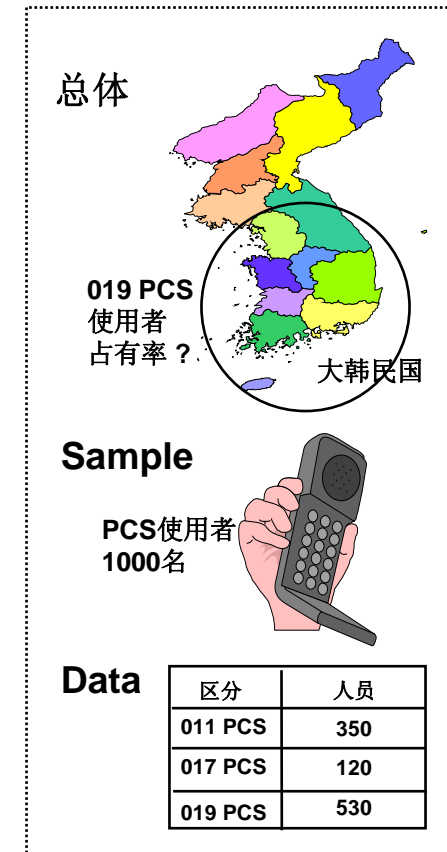 总体
019 PCS
使用者
占有率 ?
大韩民国
Sample
PCS使用者
1000名
Data
区分 人员
011 PCS 350
017 PCS 120
019 PCS 530